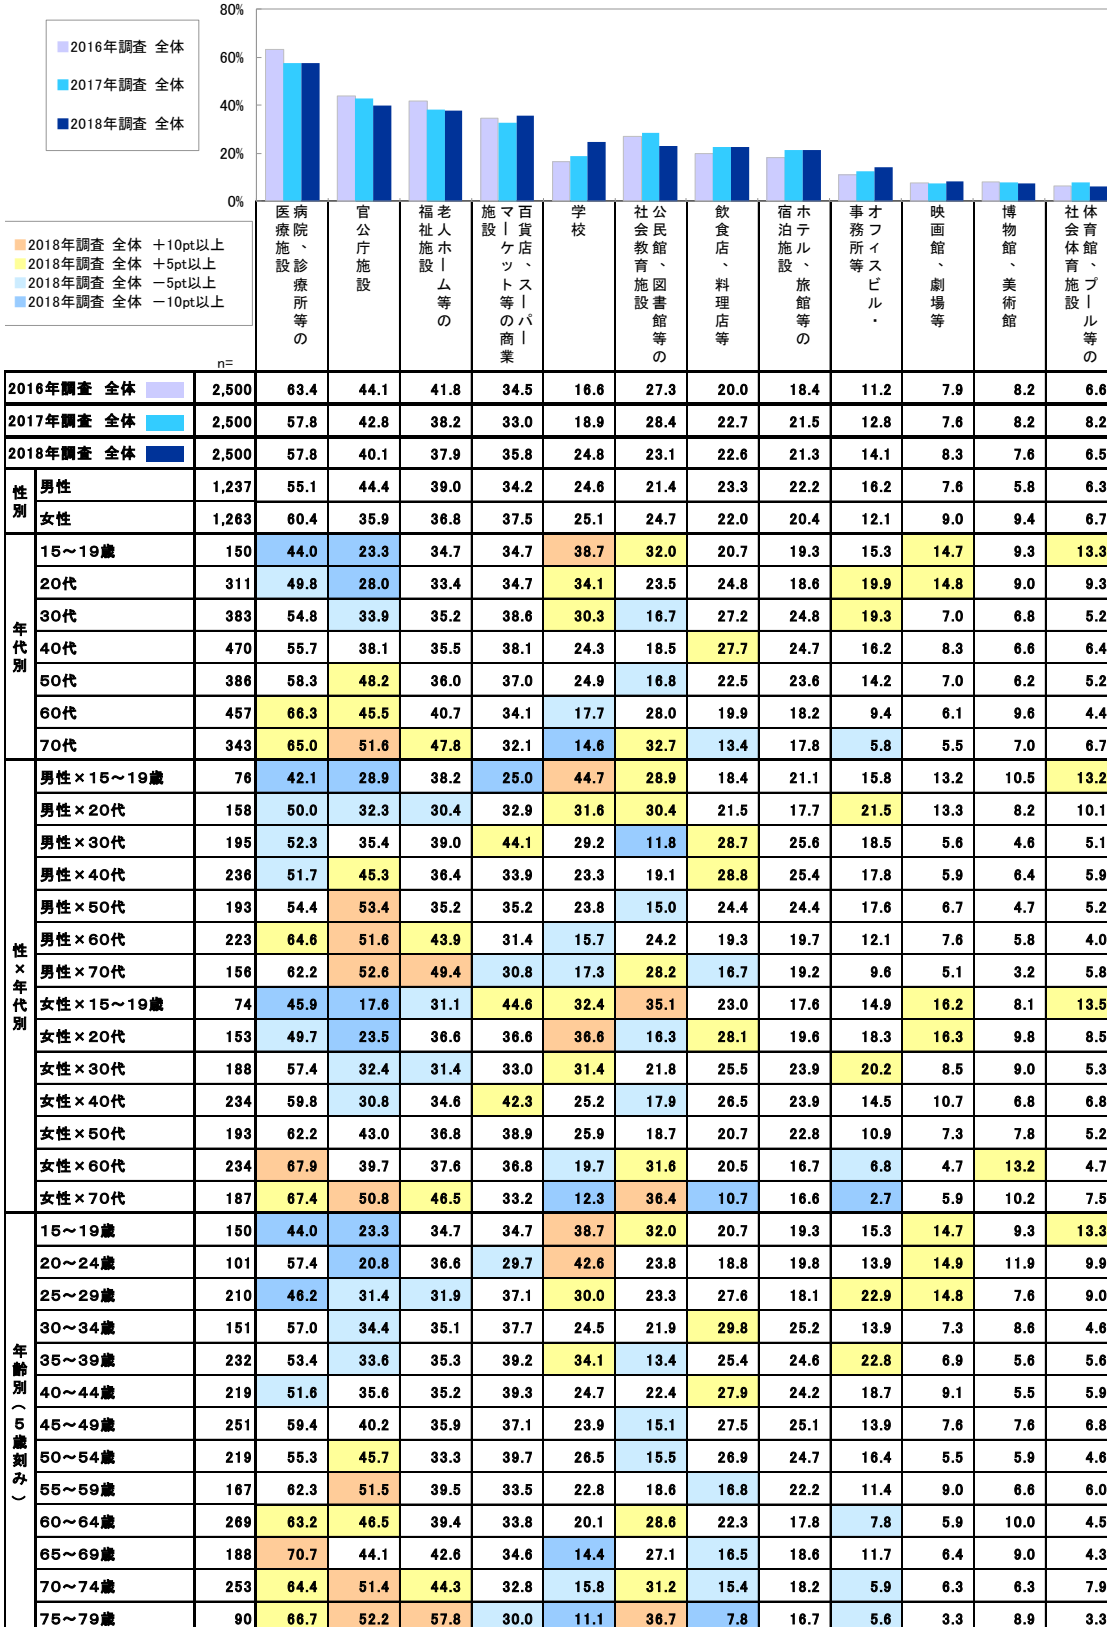 80%
60%
40%
20%
0%
2016年調査 全体
2017年調査 全体
2018年調査 全体
2018年調査 全体 +10pt以上
2018年調査 全体 +5pt以上
2018年調査 全体 -5pt以上
2018年調査 全体 -10pt以上
病院、診療所等の医療施設
官公庁施設
老人ホーム等の福祉施設
百貨店、スーパーマーケット等の商業施設
学校
公民館、図書館等の社会教育施設
飲食店、料理店等
ホテル、旅館等の宿泊施設
オフィスビル・事務所等
映画館、劇場等
博物館、美術館
体育館、プール等の社会体育施設
n=
2016年調査 全体 2,500 63.4 44.1 41.8 34.5 16.6 27.3 20.0 18.4 11.2 7.9 8.2 6.6
2017年調査 全体 2,500 57.8 42.8 38.2 33.0 18.9 28.4 22.7 21.5 12.8 7.6 8.2 8.2
2018年調査 全体 2,500 57.8 40.1 37.9 35.8 24.8 23.1 22.6 21.3 14.1 8.3 7.6 6.5
性別
男性 1,237 55.1 44.4 39.0 34.2 24.6 21.4 23.3 22.2 16.2 7.6 5.8 6.3
女性 1,263 60.4 35.9 36.8 37.5 25.1 24.7 22.0 20.4 12.1 9.0 9.4 6.7
年代別
15~19歳 150 44.0 23.3 34.7 34.7 38.7 32.0 20.7 19.3 15.3 14.7 9.3 13.3
20代 311 49.8 28.0 33.4 34.7 34.1 23.5 24.8 18.6 19.9 14.8 9.0 9.3
30代 383 54.8 33.9 35.2 38.6 30.3 16.7 27.2 24.8 19.3 7.0 6.8 5.2
40代 470 55.7 38.1 35.5 38.1 24.3 18.5 27.7 24.7 16.2 8.3 6.6 6.4
50代 386 58.3 48.2 36.0 37.0 24.9 16.8 22.5 23.6 14.2 7.0 6.2 5.2
60代 457 66.3 45.5 40.7 34.1 17.7 28.0 19.9 18.2 9.4 6.1 9.6 4.4
70代 343 65.0 51.6 47.8 32.1 14.6 32.7 13.4 17.8 5.8 5.5 7.0 6.7
性×年代別
男性×15~19歳 76 42.1 28.9 38.2 25.0 44.7 28.9 18.4 21.1 15.8 13.2 10.5 13.2
男性×20代 158 50.0 32.3 30.4 32.9 31.6 30.4 21.5 17.7 21.5 13.3 8.2 10.1
男性×30代 195 52.3 35.4 39.0 44.1 29.2 11.8 28.7 25.6 18.5 5.6 4.6 5.1
男性×40代 236 51.7 45.3 36.4 33.9 23.3 19.1 28.8 25.4 17.8 5.9 6.4 5.9
男性×50代 193 54.4 53.4 35.2 35.2 23.8 15.0 24.4 24.4 17.6 6.7 4.7 5.2
男性×60代 223 64.6 51.6 43.9 31.4 15.7 24.2 19.3 19.7 12.1 7.6 5.8 4.0
男性×70代 156 62.2 52.6 49.4 30.8 17.3 28.2 16.7 19.2 9.6 5.1 3.2 5.8
女性×15~19歳 74 45.9 17.6 31.1 44.6 32.4 35.1 23.0 17.6 14.9 16.2 8.1 13.5
女性×20代 153 49.7 23.5 36.6 36.6 36.6 16.3 28.1 19.6 18.3 16.3 9.8 8.5
女性×30代 188 57.4 32.4 31.4 33.0 31.4 21.8 25.5 23.9 20.2 8.5 9.0 5.3
女性×40代 234 59.8 30.8 34.6 42.3 25.2 17.9 26.5 23.9 14.5 10.7 6.8 6.8
女性×50代 193 62.2 43.0 36.8 38.9 25.9 18.7 20.7 22.8 10.9 7.3 7.8 5.2
女性×60代 234 67.9 39.7 37.6 36.8 19.7 31.6 20.5 16.7 6.8 4.7 13.2 4.7
女性×70代 187 67.4 50.8 46.5 33.2 12.3 36.4 10.7 16.6 2.7 5.9 10.2 7.5
年齢別(5歳刻み)
15~19歳 150 44.0 23.3 34.7 34.7 38.7 32.0 20.7 19.3 15.3 14.7 9.3 13.3
20~24歳 101 57.4 20.8 36.6 29.7 42.6 23.8 18.8 19.8 13.9 14.9 11.9 9.9
25~29歳 210 46.2 31.4 31.9 37.1 30.0 23.3 27.6 18.1 22.9 14.8 7.6 9.0
30~34歳 151 57.0 34.4 35.1 37.7 24.5 21.9 29.8 25.2 13.9 7.3 8.6 4.6
35~39歳 232 53.4 33.6 35.3 39.2 34.1 13.4 25.4 24.6 22.8 6.9 5.6 5.6
40~44歳 219 51.6 35.6 35.2 39.3 24.7 22.4 27.9 24.2 18.7 9.1 5.5 5.9
45~49歳 251 59.4 40.2 35.9 37.1 23.9 15.1 27.5 25.1 13.9 7.6 7.6 6.8
50~54歳 219 55.3 45.7 33.3 39.7 26.5 15.5 26.9 24.7 16.4 5.5 5.9 4.6
55~59歳 167 62.3 51.5 39.5 33.5 22.8 18.6 16.8 22.2 11.4 9.0 6.6 6.0
60~64歳 269 63.2 46.5 39.4 33.8 20.1 28.6 22.3 17.8 7.8 5.9 10.0 4.5
65~69歳 188 70.7 44.1 42.6 34.6 14.4 27.1 16.5 18.6 11.7 6.4 9.0 4.3
70~74歳 253 64.4 51.4 44.3 32.8 15.8 31.2 15.4 18.2 5.9 6.3 6.3 7.9
75~79歳 90 66.7 52.2 57.8 30.0 11.1 36.7 7.8 16.7 5.6 3.3 8.9 3.3